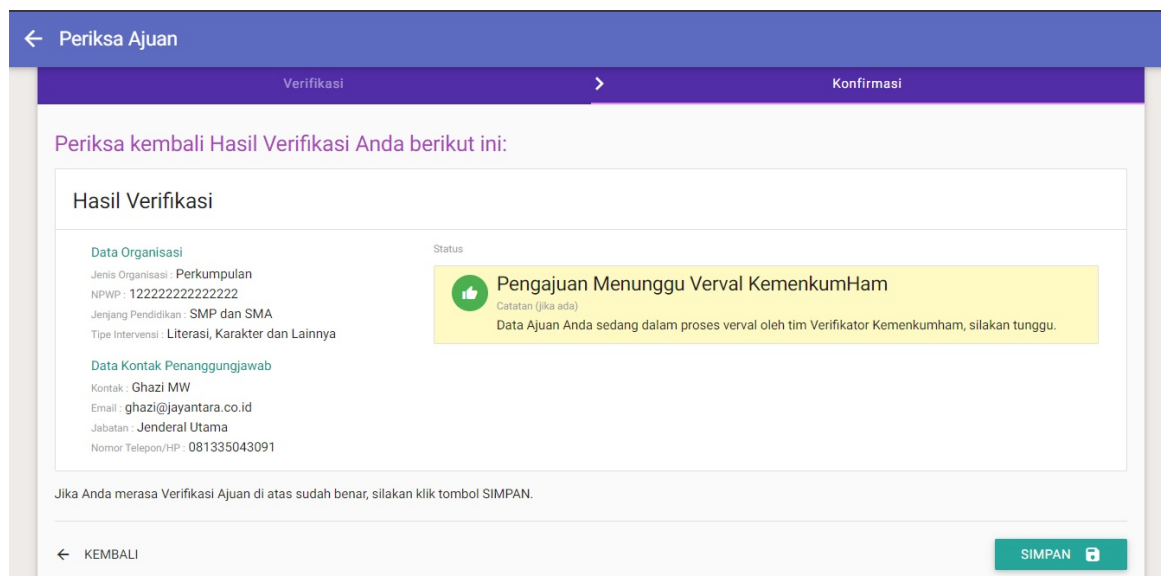 Periksa Ajuan
Verifikasi
Konfirmasi
Periksa kembali Hasil Verifikasi Anda berikut ini:
Hasil Verifikasi
Data Organisasi
Jenis Organisasi : Perkumpulan
NPWP : 122222222222222
Jenjang Pendidikan : SMP dan SMA
Tipe Intervensi : Literasi, Karakter dan Lainnya
Data Kontak Penanggungjawab
Kontak : Ghazi MW
Email : ghazi@jayantara.co.id
Jabatan : Jenderal Utama
Nomor Telepon/HP : 081335043091
Status
Pengajuan Menunggu Verval KemenkumHam
Catatan (jika ada)
Data Ajuan Anda sedang dalam proses verval oleh tim Verifikator Kemenkumham, silakan tunggu.
Jika Anda merasa Verifikasi Ajuan di atas sudah benar, silakan klik tombol SIMPAN.
KEMBALI
SIMPAN